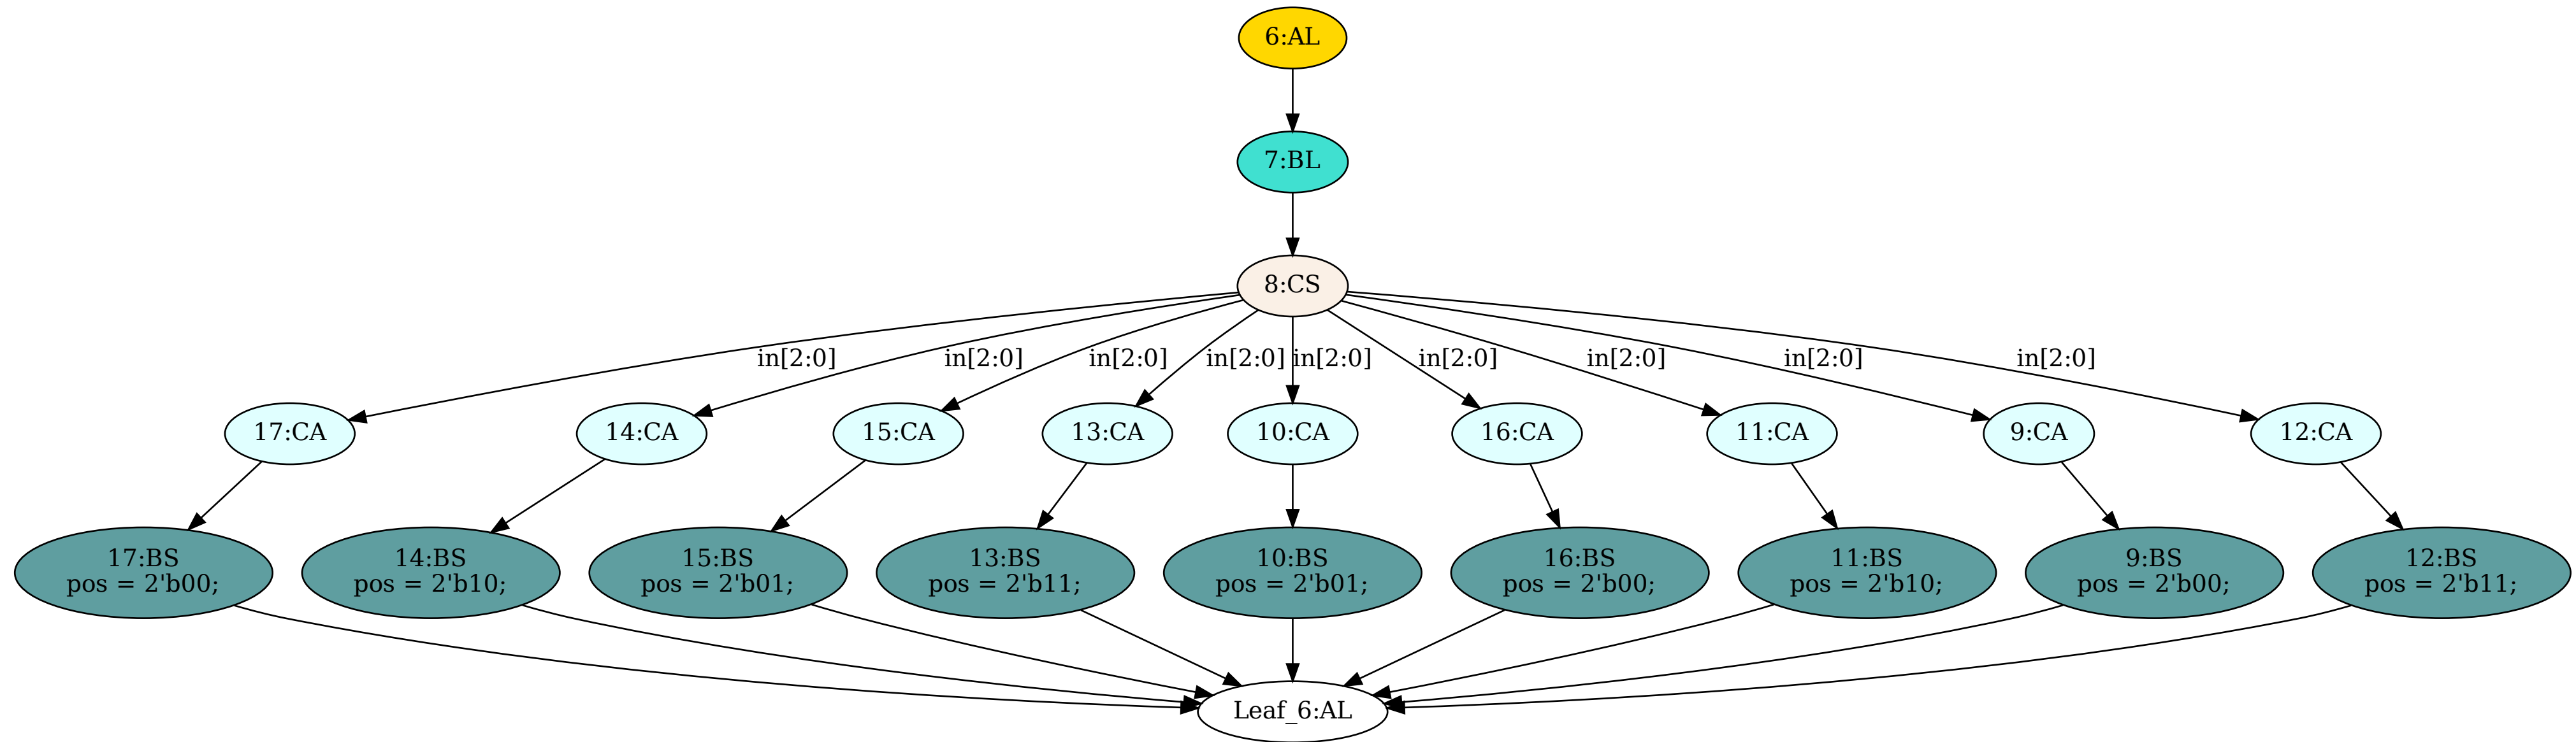 6:AL
7:BL
8:CS
in[2:0]
in[2:0]
in[2:0]
in[2:0]
in[2:0]
in[2:0]
in[2:0]
in[2:0]
in[2:0]
17:CA
14:CA
15:CA
13:CA
10:CA
16:CA
11:CA
9:CA
12:CA
17:BS
pos = 2'b00;
14:BS
pos = 2'b10;
15:BS
pos = 2'b01;
13:BS
pos = 2'b11;
10:BS
pos = 2'b01;
16:BS
pos = 2'b00;
11:BS
pos = 2'b10;
9:BS
pos = 2'b00;
12:BS
pos = 2'b11;
Leaf_6:AL